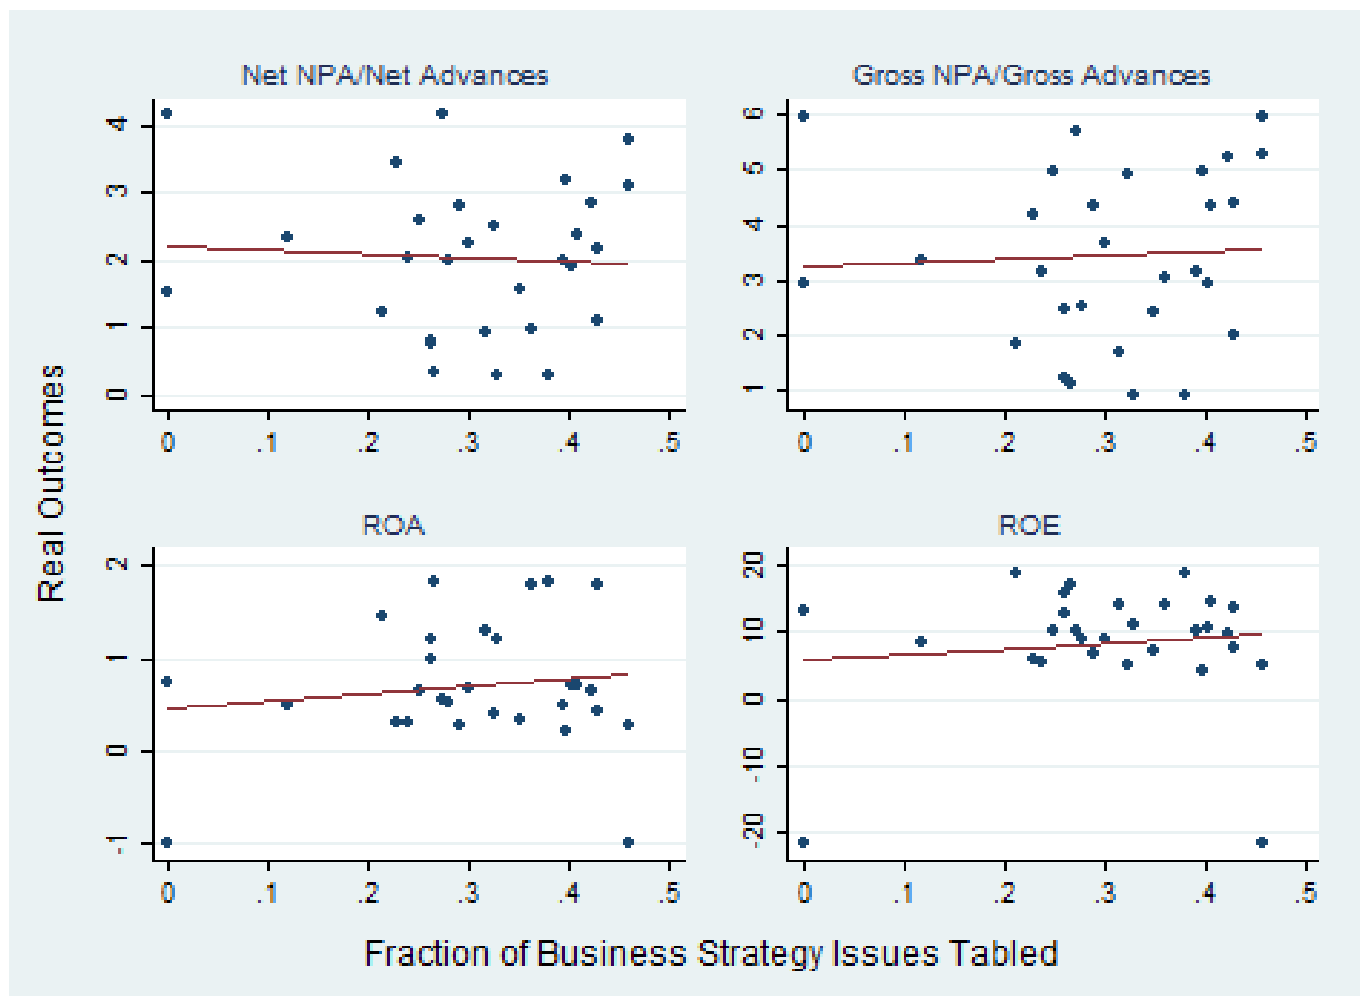 Net NPA/Net Advances
Gross NPA/Gross Advances
4
3
2
1
0
0 .1 .2 .3 .4 .5
6
5
4
3
2
1
0 .1 .2 .3 .4 .5
Real Outcomes
ROA
ROE
2
1
0
-1
0 .1 .2 .3 .4 .5
20
10
0
-10
-20
0 .1 .2 .3 .4 .5
Fraction of Business Strategy Issues Tabled